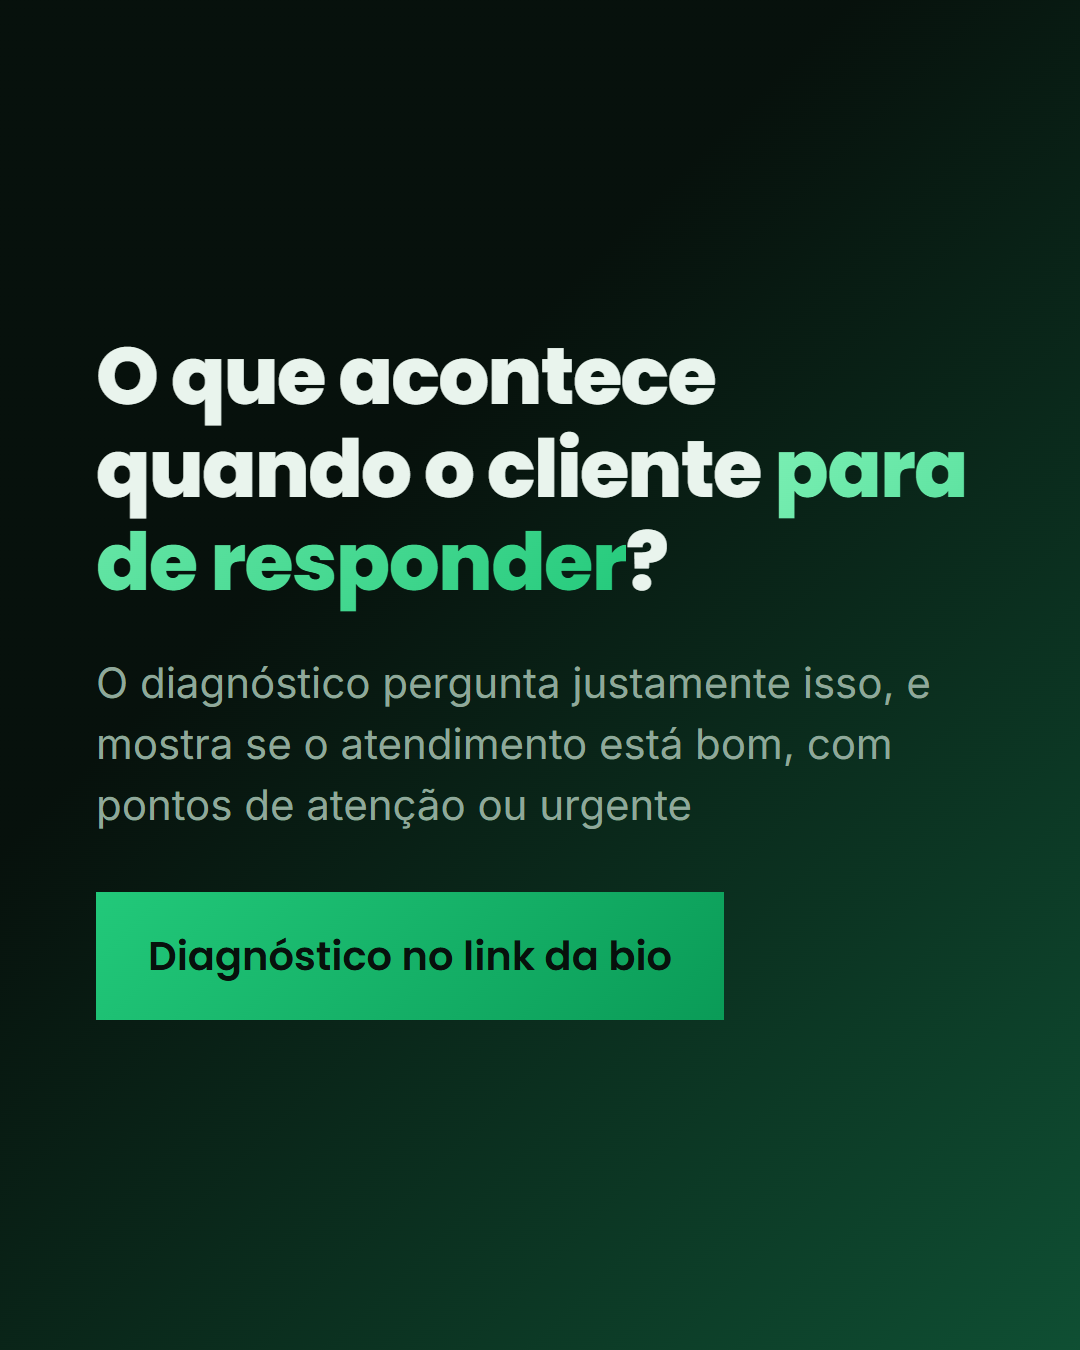 O que acontece
quando o cliente para
de responder?
O diagnóstico pergunta justamente isso, e
mostra se o atendimento está bom, com
pontos de atenção ou urgente
Diagnóstico no link da bio